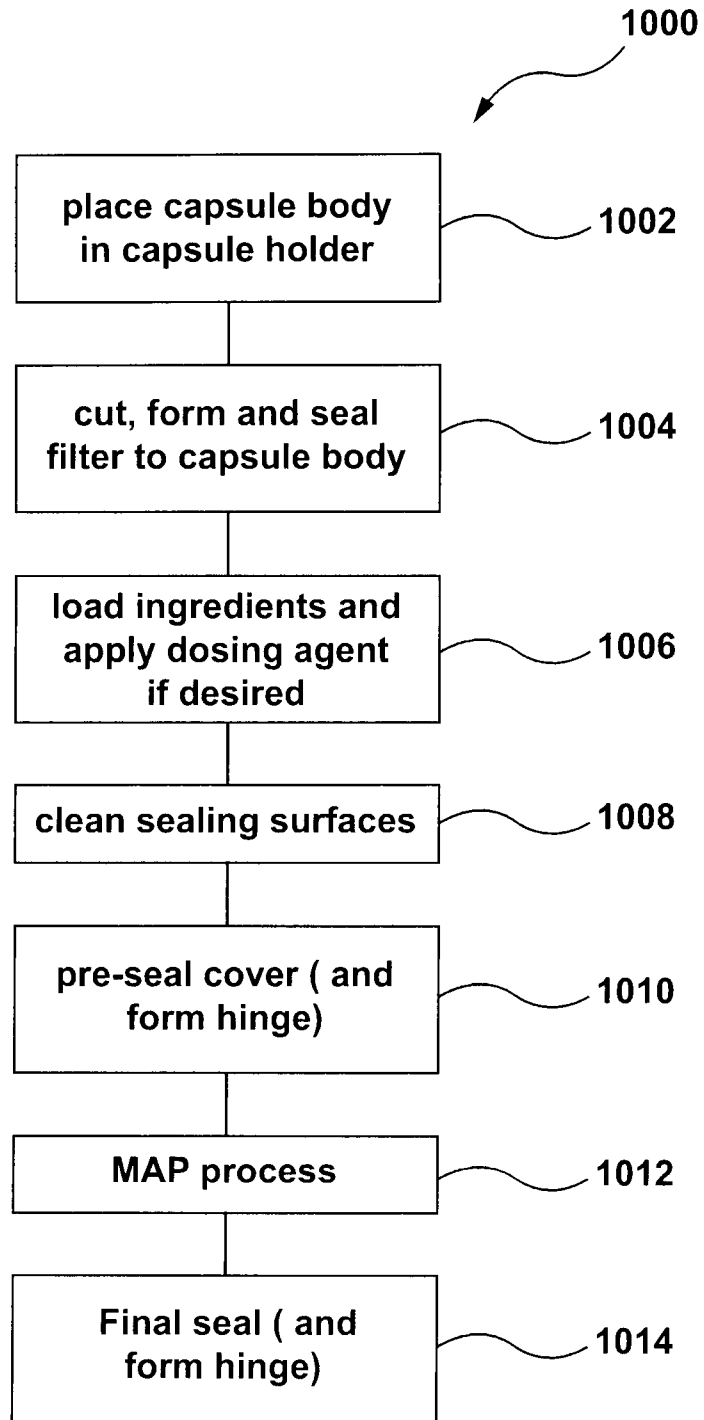 1000
place capsule body
in capsule holder
1002
cut, form and seal
filter to capsule body
1004
load ingredients and
apply dosing agent
if desired
1006
clean sealing surfaces
1008
pre-seal cover ( and
form hinge)
1010
MAP process
1012
Final seal ( and
form hinge)
1014